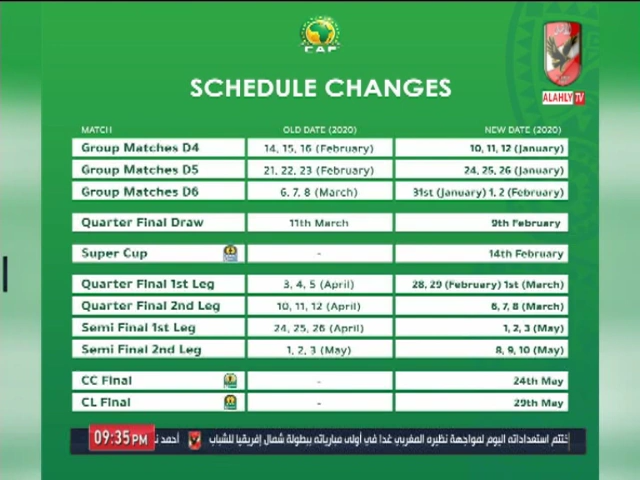 CAF
SCHEDULE CHANGES
ALAHLY TV
MATCH OLD DATE (2020) NEW DATE (2020)
Group Matches D4 14, 15, 16 (February) 10, 11, 12 (January)
Group Matches D5 21, 22, 23 (February) 24, 25, 26 (January)
Group Matches D6 6, 7, 8 (March) 31st (January) 1, 2 (February)
Quarter Final Draw 11th March 9th February
Super Cup - 14th February
Quarter Final 1st Leg 3, 4, 5 (April) 28, 29 (February) 1st (March)
Quarter Final 2nd Leg 10, 11, 12 (April) 6, 7, 8 (March)
Semi Final 1st Leg 24, 25, 26 (April) 1, 2, 3 (May)
Semi Final 2nd Leg 1, 2, 3 (May) 8, 9, 10 (May)
CC Final - 24th May
CL Final - 29th May
09:35 PM
ختتم استعداداته اليوم لمواجهة نظيره المغربي غدا في أولى مبارياته ببطولة شمال إفريقيا للشباب أحمد ن